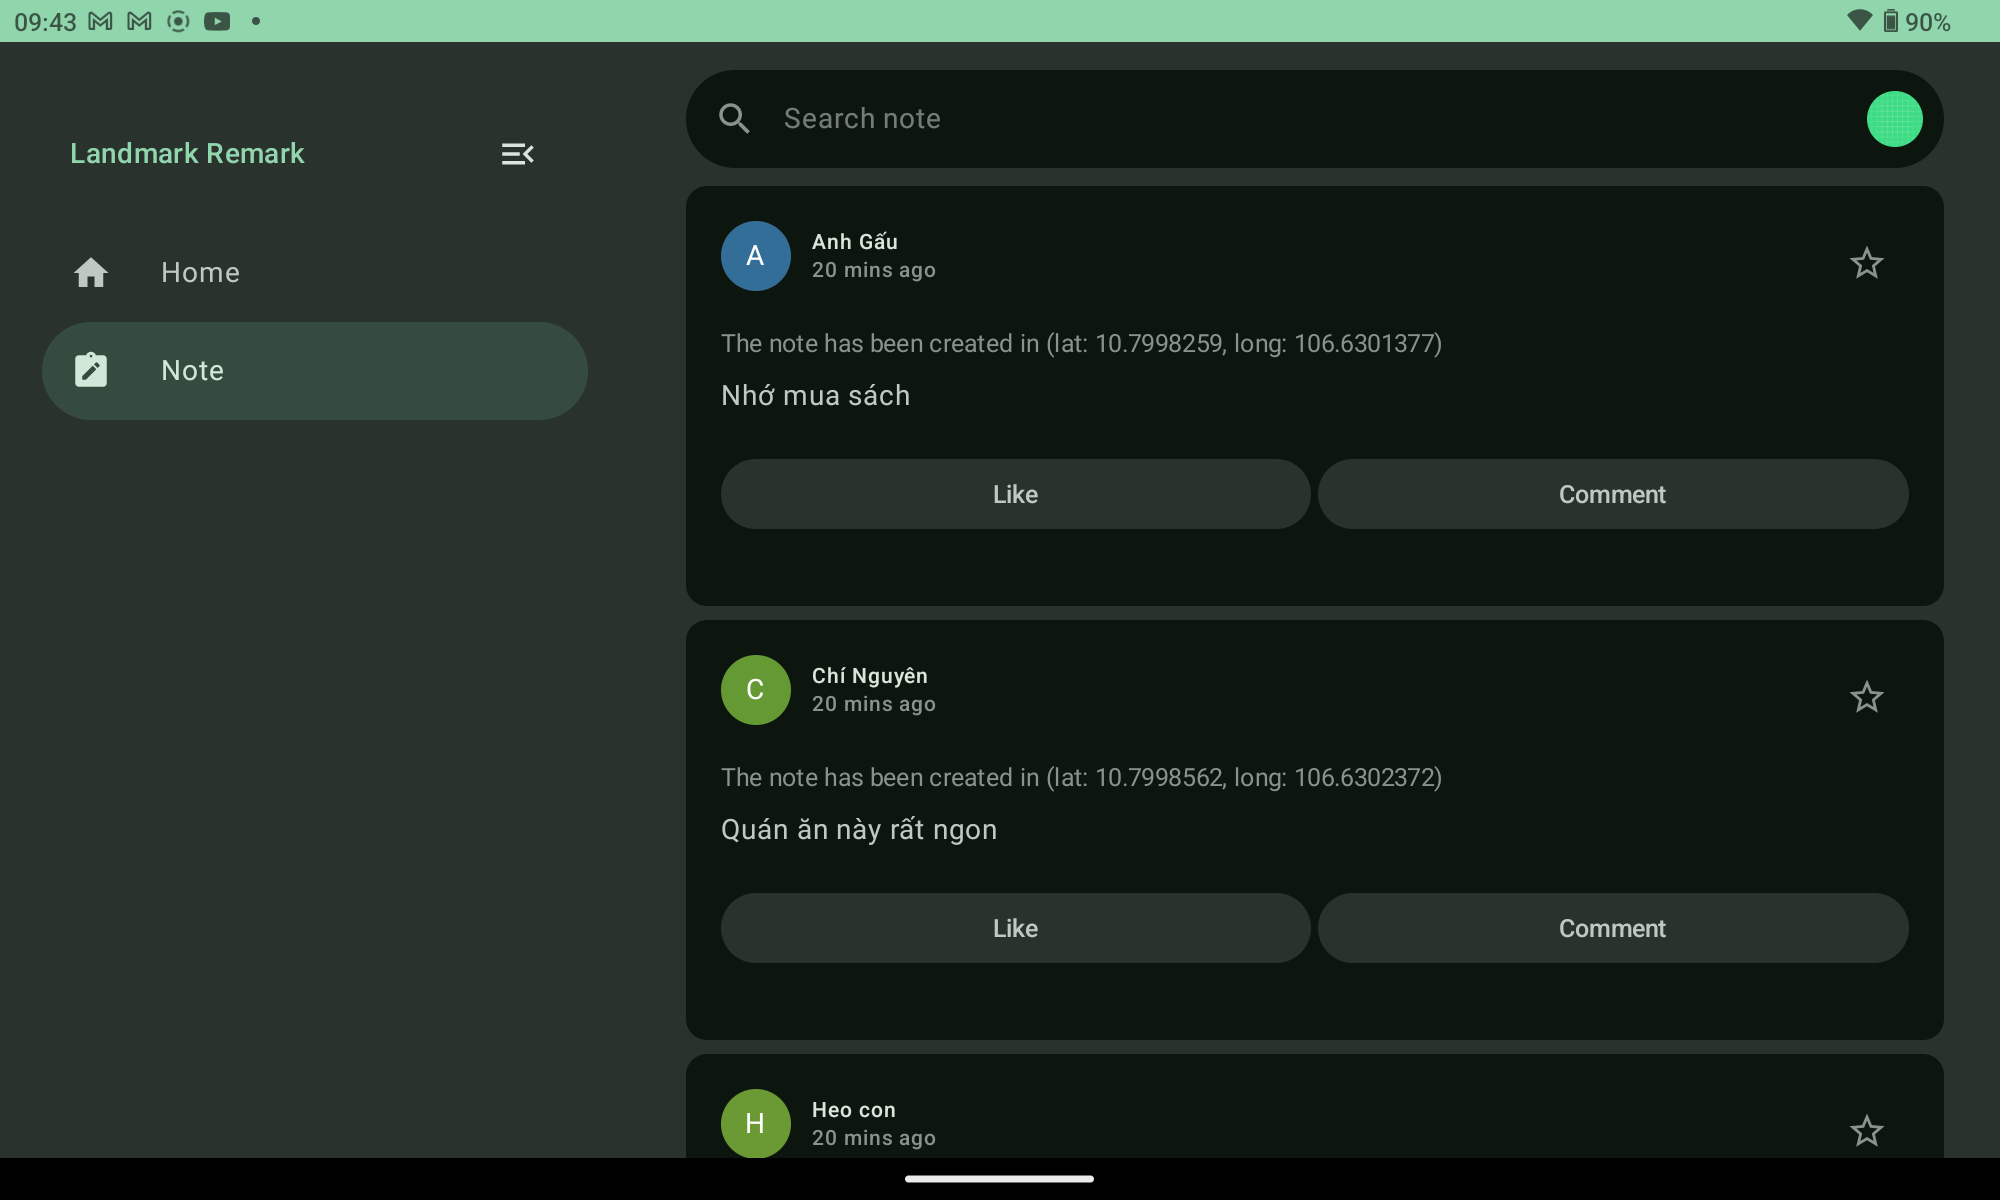 09:43
90%
Landmark Remark
Home
Note
Search note
A
Anh Gấu
20 mins ago
The note has been created in (lat: 10.7998259, long: 106.6301377)
Nhớ mua sách
Like
Comment
C
Chí Nguyên
20 mins ago
The note has been created in (lat: 10.7998562, long: 106.6302372)
Quán ăn này rất ngon
Like
Comment
H
Heo con
20 mins ago